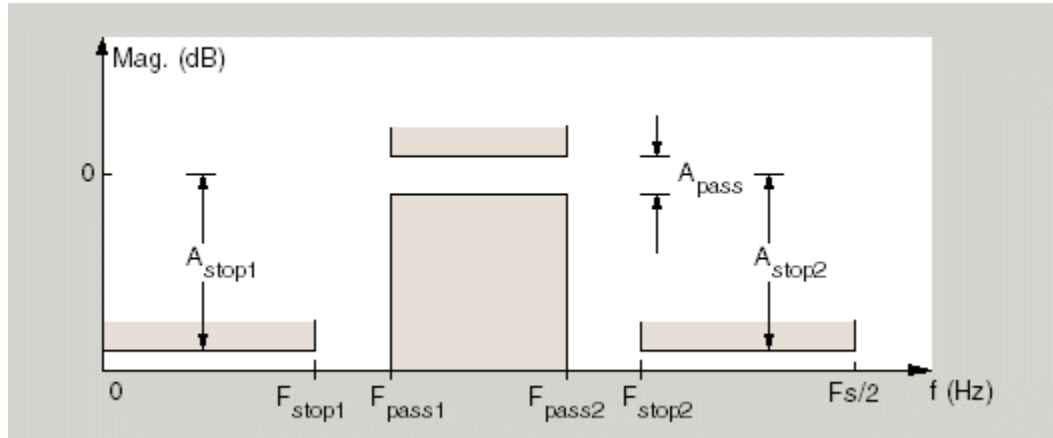 Mag. (dB)
0
A_pass
A_stop1
A_stop2
0
F_stop1
F_pass1
F_pass2
F_stop2
Fs/2
f (Hz)